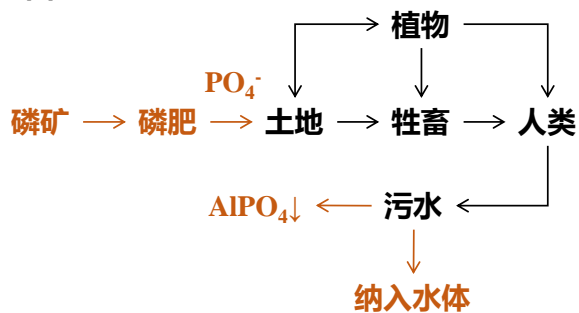 植物
PO₄⁻
磷矿 → 磷肥 → 土地 → 牲畜 → 人类
AlPO₄↓ ← 污水
纳入水体